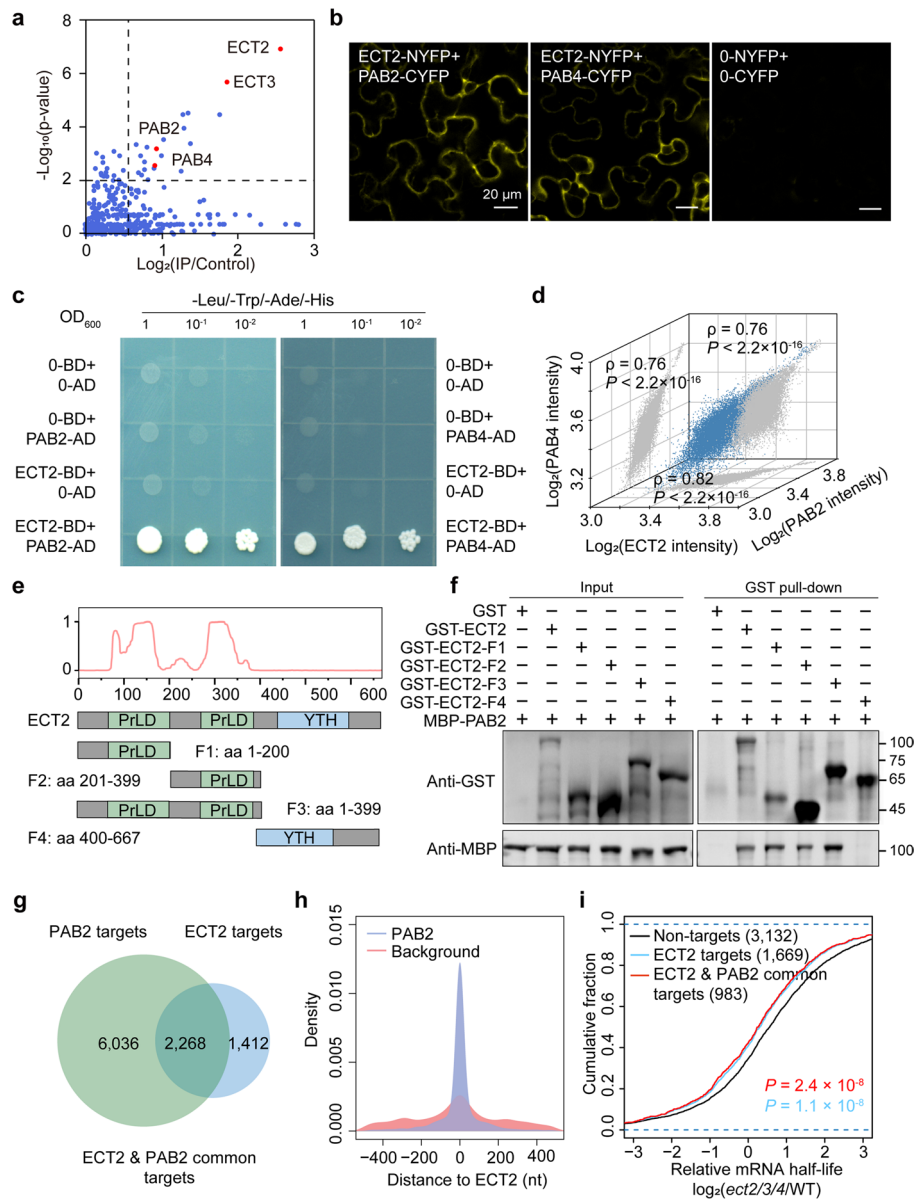 a
8
6
4
2
0
-Log₁₀(p-value)
ECT2
ECT3
PAB2
PAB4
0 1 2 3
Log₂(IP/Control)
b
ECT2-NYFP+
PAB2-CYFP
20 µm
ECT2-NYFP+
PAB4-CYFP
0-NYFP+
0-CYFP
c
-Leu/-Trp/-Ade/-His
OD₆₀₀ 1 10⁻¹ 10⁻² 1 10⁻¹ 10⁻²
0-BD+
0-AD
0-BD+
PAB2-AD
ECT2-BD+
0-AD
ECT2-BD+
PAB2-AD
0-BD+
0-AD
0-BD+
PAB4-AD
ECT2-BD+
0-AD
ECT2-BD+
PAB4-AD
d
Log₂(PAB4 intensity)
4.0
3.6
3.2
ρ = 0.76
P < 2.2×10⁻¹⁶
ρ = 0.76
P < 2.2×10⁻¹⁶
ρ = 0.82
P < 2.2×10⁻¹⁶
3.0 3.4 3.8
Log₂(ECT2 intensity)
3.0 3.4 3.8
Log₂(PAB2 intensity)
e
1
0
0 100 200 300 400 500 600
ECT2 PrLD PrLD YTH
PrLD F1: aa 1-200
F2: aa 201-399 PrLD
PrLD PrLD F3: aa 1-399
F4: aa 400-667 YTH
f
Input GST pull-down
GST + − − − − − + − − − − −
GST-ECT2 − + − − − − − + − − − −
GST-ECT2-F1 − − + − − − − − + − − −
GST-ECT2-F2 − − − + − − − − − + − −
GST-ECT2-F3 − − − − + − − − − − + −
GST-ECT2-F4 − − − − − + − − − − − +
MBP-PAB2 + + + + + + + + + + + +
Anti-GST
100
75
65
45
Anti-MBP
100
g
PAB2 targets
ECT2 targets
6,036 2,268 1,412
ECT2 & PAB2 common
targets
h
Density
0.015
0.010
0.005
0.000
PAB2
Background
−400 −200 0 200 400
Distance to ECT2 (nt)
i
Cumulative fraction
1.0
0.8
0.6
0.4
0.2
0.0
Non-targets (3,132)
ECT2 targets (1,669)
ECT2 & PAB2 common
targets (983)
P = 2.4 × 10⁻⁸
P = 1.1 × 10⁻⁸
−3 −2 −1 0 1 2 3
Relative mRNA half-life
log₂(ect2/3/4/WT)